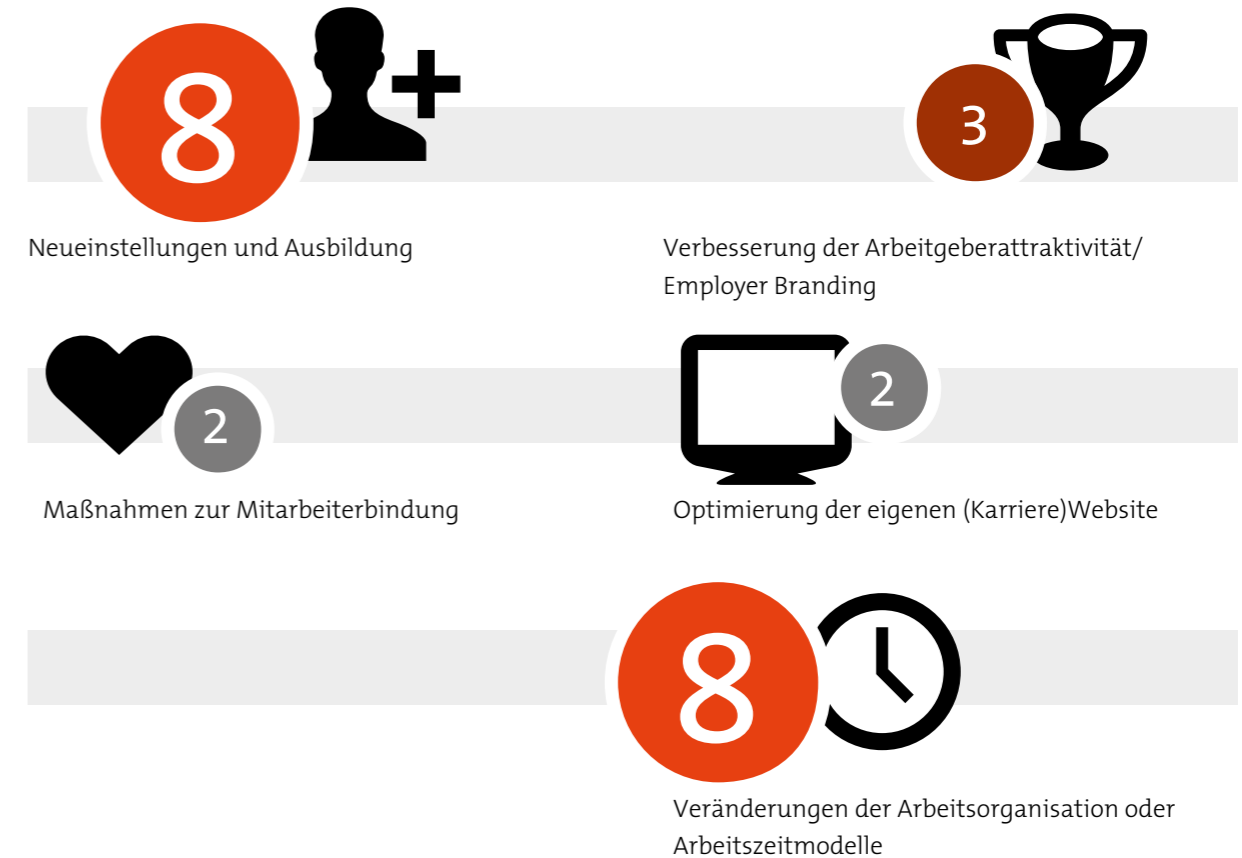 8
3
Neueinstellungen und Ausbildung
Verbesserung der Arbeitgeberattraktivität/
Employer Branding
2
2
Maßnahmen zur Mitarbeiterbindung
Optimierung der eigenen (Karriere)Website
8
Veränderungen der Arbeitsorganisation oder
Arbeitszeitmodelle